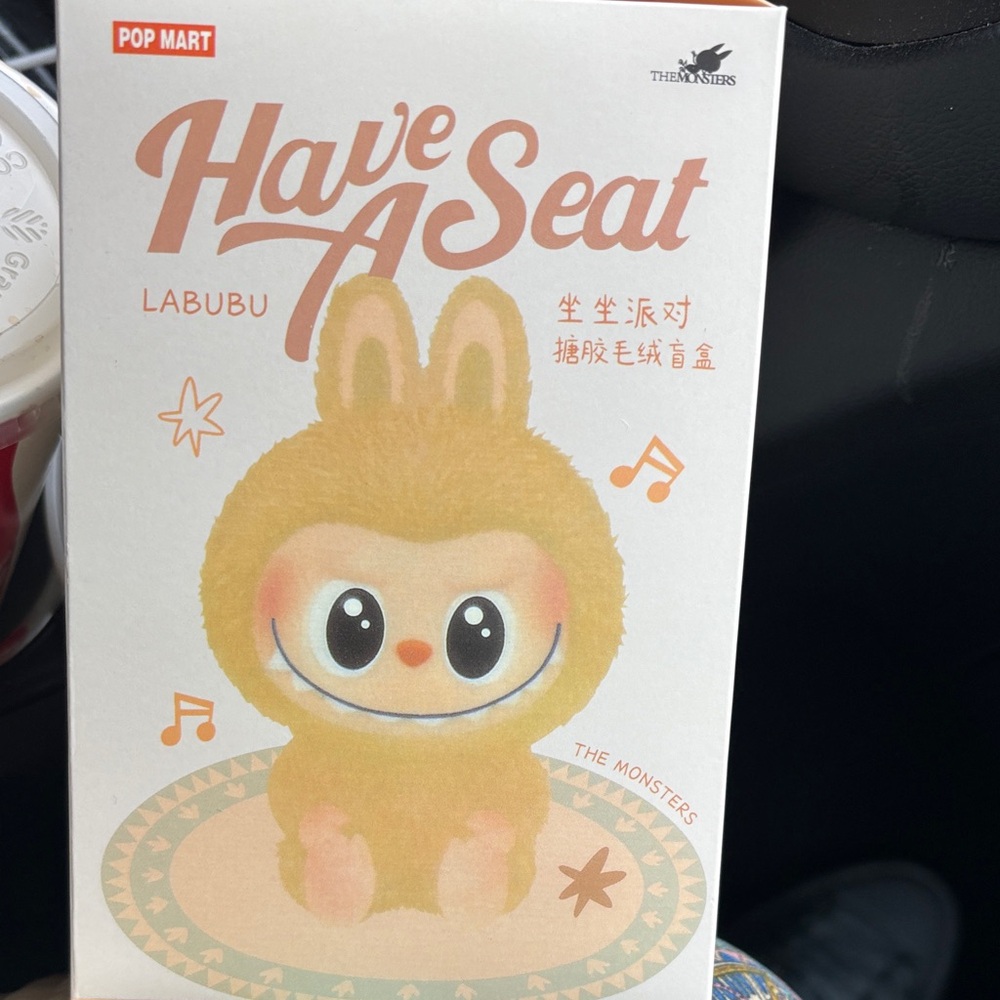 POP MART
THE MONSTERS
Have A Seat
LABUBU
坐坐派对
搪胶毛绒盲盒
THE MONSTERS